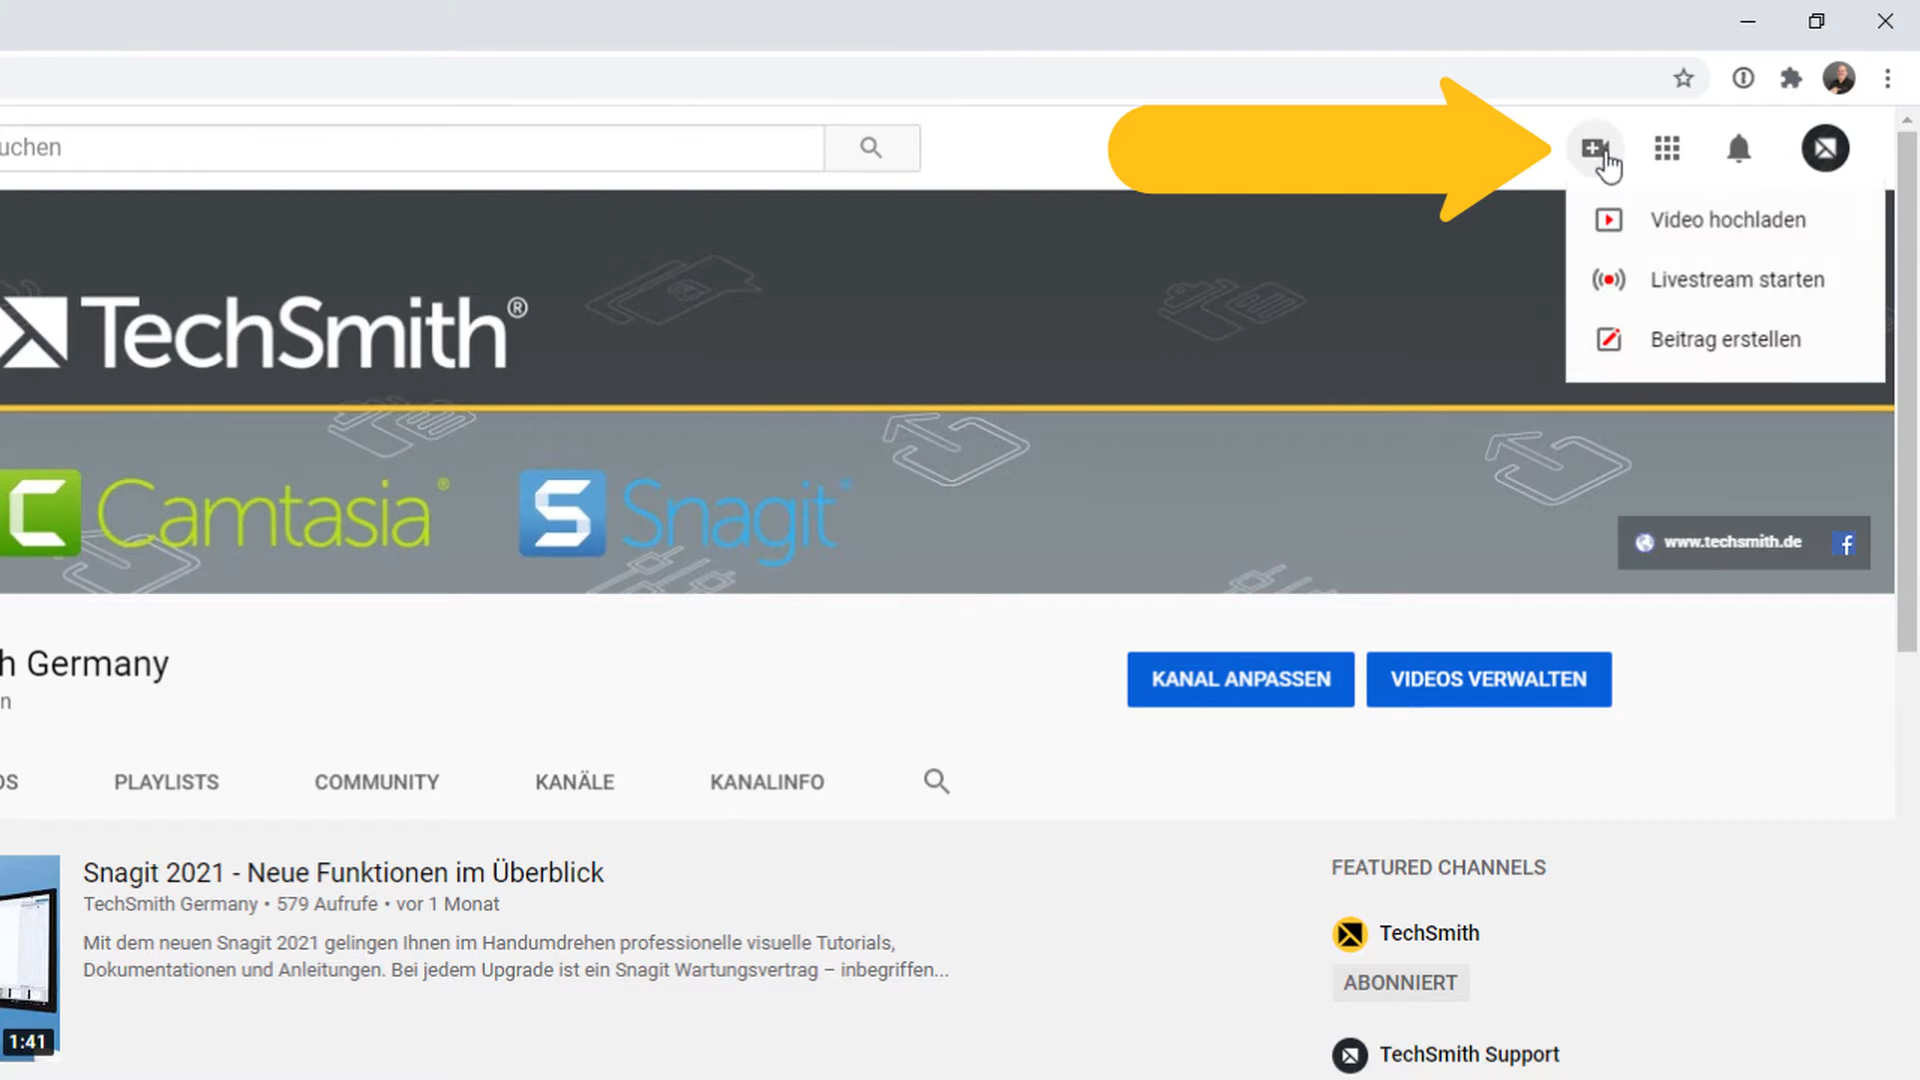 uchen
Video hochladen
Livestream starten
Beitrag erstellen
TechSmith®
Camtasia®
S Snagit®
www.techsmith.de f
h Germany
n
KANAL ANPASSEN
VIDEOS VERWALTEN
OS PLAYLISTS COMMUNITY KANÄLE KANALINFO
Snagit 2021 - Neue Funktionen im Überblick
TechSmith Germany • 579 Aufrufe • vor 1 Monat
Mit dem neuen Snagit 2021 gelingen Ihnen im Handumdrehen professionelle visuelle Tutorials,
Dokumentationen und Anleitungen. Bei jedem Upgrade ist ein Snagit Wartungsvertrag – inbegriffen...
1:41
FEATURED CHANNELS
TechSmith
ABONNIERT
TechSmith Support